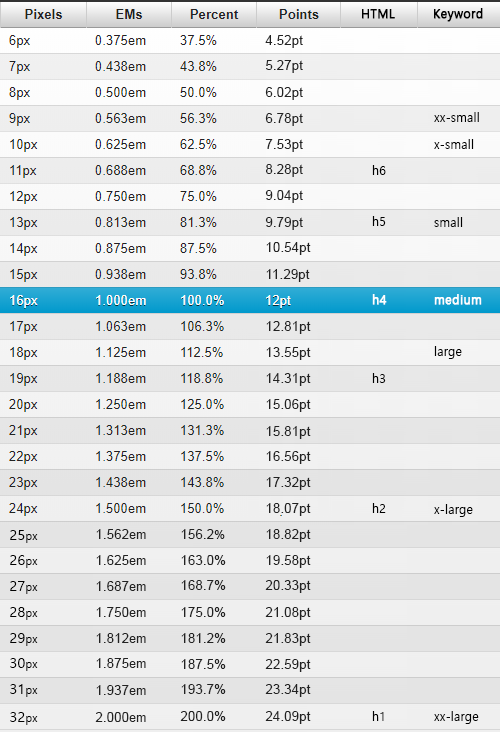 Pixels EMs Percent Points HTML Keyword
6px 0.375em 37.5% 4.52pt
7px 0.438em 43.8% 5.27pt
8px 0.500em 50.0% 6.02pt
9px 0.563em 56.3% 6.78pt xx-small
10px 0.625em 62.5% 7.53pt x-small
11px 0.688em 68.8% 8.28pt h6
12px 0.750em 75.0% 9.04pt
13px 0.813em 81.3% 9.79pt h5 small
14px 0.875em 87.5% 10.54pt
15px 0.938em 93.8% 11.29pt
16px 1.000em 100.0% 12pt h4 medium
17px 1.063em 106.3% 12.81pt
18px 1.125em 112.5% 13.55pt large
19px 1.188em 118.8% 14.31pt h3
20px 1.250em 125.0% 15.06pt
21px 1.313em 131.3% 15.81pt
22px 1.375em 137.5% 16.56pt
23px 1.438em 143.8% 17.32pt
24px 1.500em 150.0% 18.07pt h2 x-large
25px 1.562em 156.2% 18.82pt
26px 1.625em 163.0% 19.58pt
27px 1.687em 168.7% 20.33pt
28px 1.750em 175.0% 21.08pt
29px 1.812em 181.2% 21.83pt
30px 1.875em 187.5% 22.59pt
31px 1.937em 193.7% 23.34pt
32px 2.000em 200.0% 24.09pt h1 xx-large